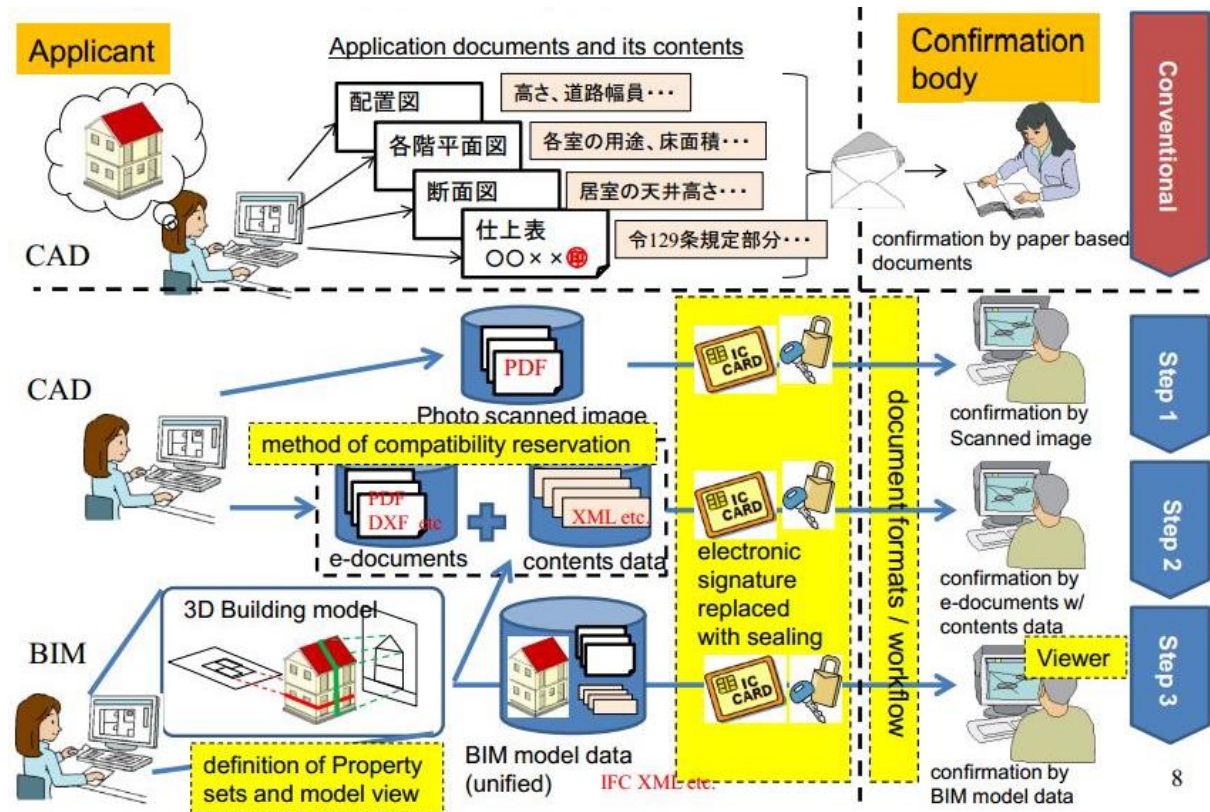 Applicant
Application documents and its contents
Confirmation
body
Conventional
配置図
高さ、道路幅員・・・
各階平面図
各室の用途、床面積・・・
断面図
居室の天井高さ・・・
仕上表
○○××㊞
令129条規定部分・・・
CAD
confirmation by paper based
documents
CAD
PDF
Photo scanned image
IC
CARD
confirmation by
Scanned image
Step 1
method of compatibility reservation
PDF
DXF etc
XML etc.
e-documents
contents data
IC
CARD
electronic
signature
replaced
with sealing
document formats / workflow
confirmation by
e-documents w/
contents data
Step 2
BIM
3D Building model
definition of Property
sets and model view
BIM model data
(unified)
IFC XML etc.
IC
CARD
Viewer
confirmation by
BIM model data
Step 3
8